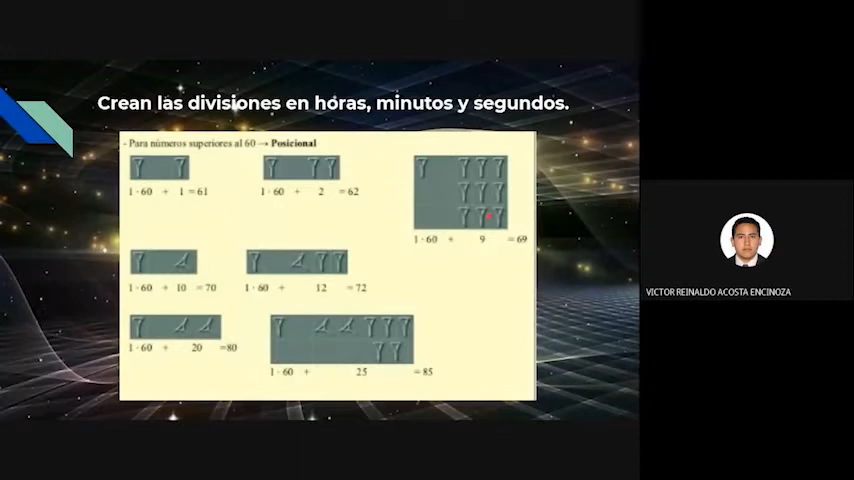 Crean las divisiones en horas, minutos y segundos.
- Para números superiores al 60 → Posicional
1 · 60 + 1 = 61
1 · 60 + 2 = 62
1 · 60 + 9 = 69
1 · 60 + 10 = 70
1 · 60 + 12 = 72
1 · 60 + 20 =80
1 · 60 + 25 = 85
VICTOR REINALDO ACOSTA ENCINOZA